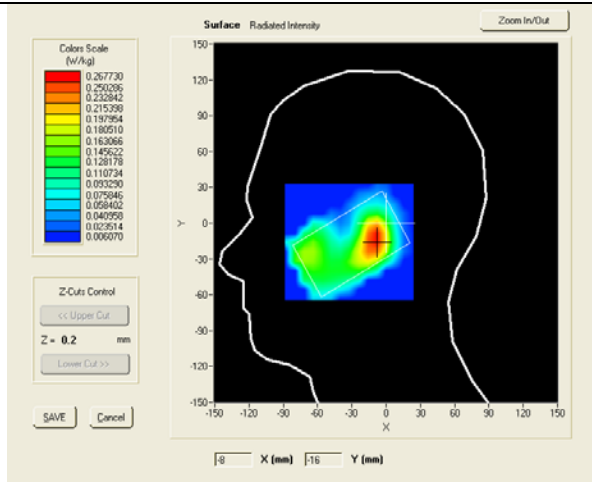 Surface Radiated Intensity
Zoom In/Out
Colors Scale
(W/kg)
0.267730
0.250286
0.232842
0.215398
0.197954
0.180510
0.163066
0.145622
0.128178
0.110734
0.093290
0.075846
0.058402
0.040958
0.023514
0.006070
Z-Cuts Control
<< Upper Cut
Z = 0.2 mm
Lower Cut >>
SAVE Cancel
150-
120-
90-
60-
30-
0-
-30-
-60-
-90-
-120-
-150-
Y
-150 -120 -90 -60 -30 0 30 60 90 120 150
X
-8 X (mm) -16 Y (mm)